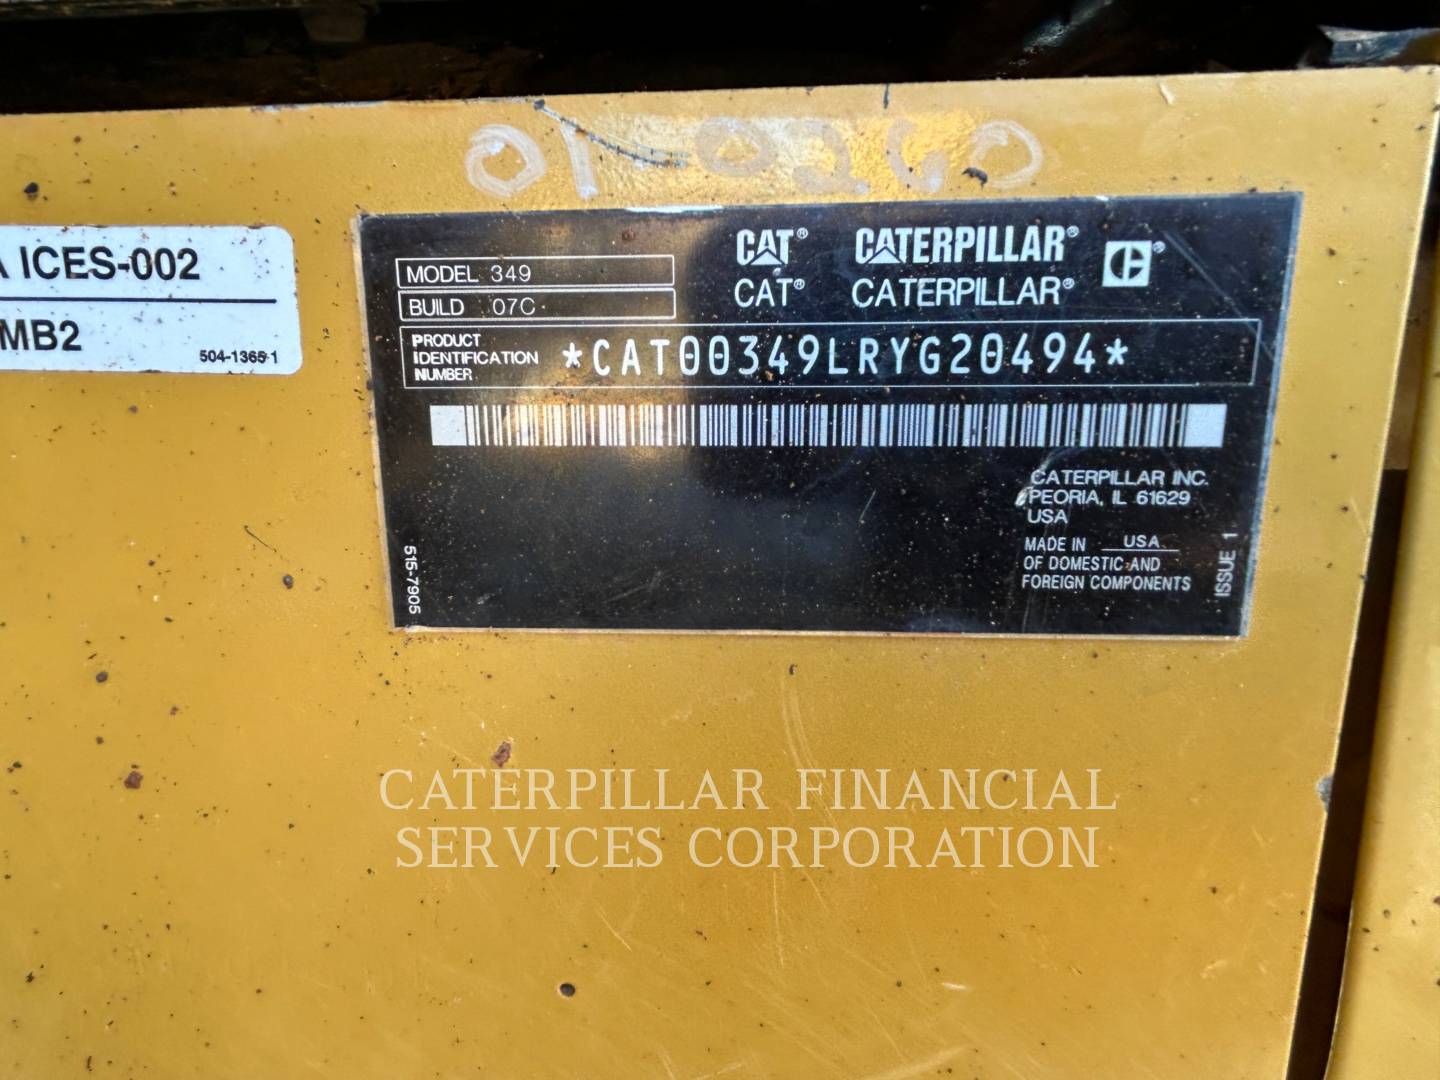 01-0260
A ICES-002
MB2
504-1365 1
CAT® CATERPILLAR®
CAT® CATERPILLAR®
MODEL 349
BUILD 07C
PRODUCT IDENTIFICATION NUMBER *CAT00349LRYG20494*
CATERPILLAR INC.
PEORIA, IL 61629
USA
MADE IN USA
OF DOMESTIC AND
FOREIGN COMPONENTS
515-7905
ISSUE 1
CATERPILLAR FINANCIAL
SERVICES CORPORATION